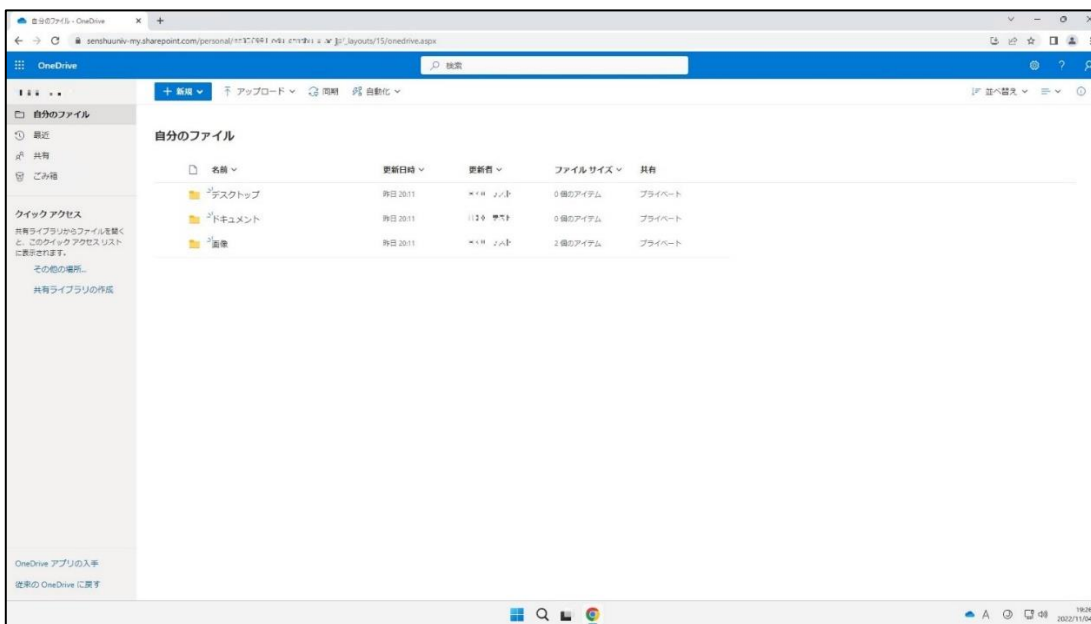 自分のファイル - OneDrive
senshuuniv-my.sharepoint.com/personal/ _layouts/15/onedrive.aspx
OneDrive
検索
新規 アップロード 同期 自動化 並べ替え
自分のファイル
最近
共有
ごみ箱
クイック アクセス
共有ライブラリからファイルを開く
と、このクイック アクセス リスト
に表示されます。
その他の場所...
共有ライブラリの作成
OneDrive アプリの入手
従来の OneDrive に戻す
自分のファイル
名前 更新日時 更新者 ファイル サイズ 共有
デスクトップ 昨日 20:11 0 個のアイテム プライベート
ドキュメント 昨日 20:11 0 個のアイテム プライベート
画像 昨日 20:11 2 個のアイテム プライベート
A
19:26
2022/11/04